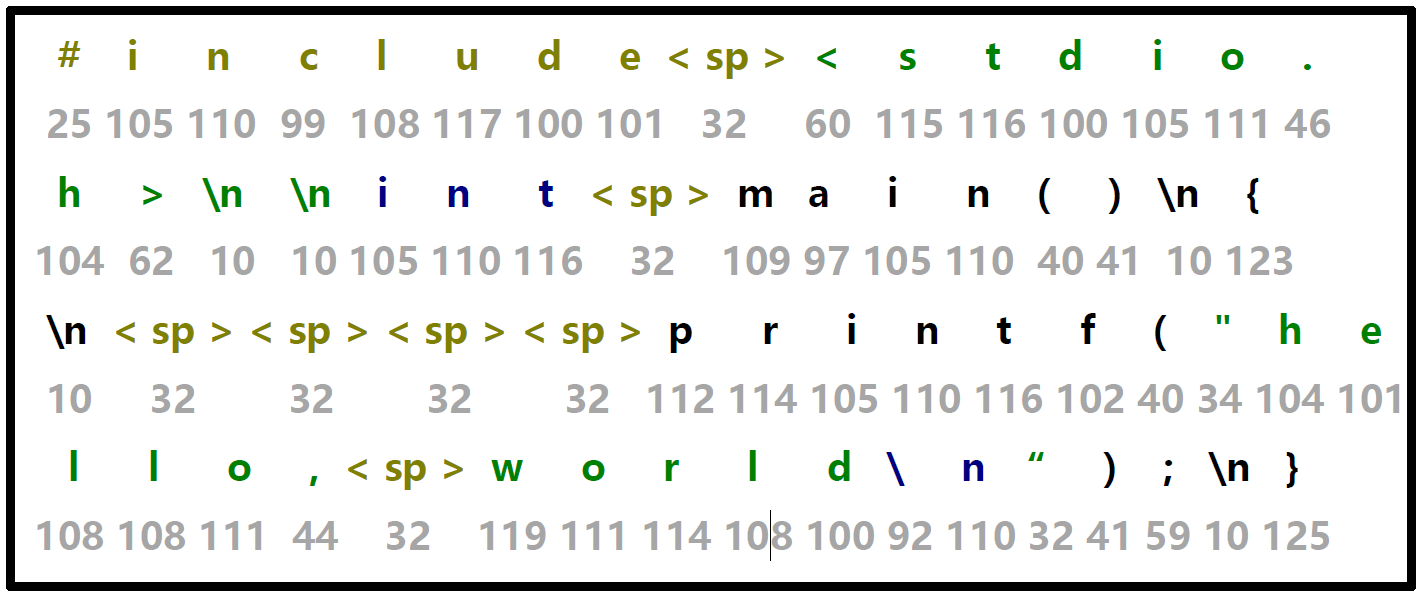 # i n c l u d e < sp > < s t d i o .
25 105 110 99 108 117 100 101 32 60 115 116 100 105 111 46
h > \n \n i n t < sp > m a i n ( ) \n {
104 62 10 10 105 110 116 32 109 97 105 110 40 41 10 123
\n < sp > < sp > < sp > < sp > p r i n t f ( " h e
10 32 32 32 32 112 114 105 110 116 102 40 34 104 101
l l o , < sp > w o r l d \ n “ ) ; \n }
108 108 111 44 32 119 111 114 108 100 92 110 32 41 59 10 125